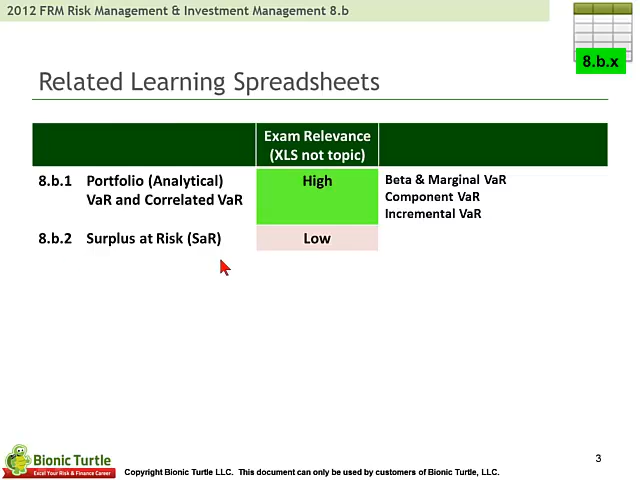 2012 FRM Risk Management & Investment Management 8.b
8.b.x
Related Learning Spreadsheets
Exam Relevance
(XLS not topic)
8.b.1 Portfolio (Analytical)
VaR and Correlated VaR
High
Beta & Marginal VaR
Component VaR
Incremental VaR
8.b.2 Surplus at Risk (SaR)
Low
3
Bionic Turtle
Excel Your Risk & Finance Career
Copyright Bionic Turtle LLC. This document can only be used by customers of Bionic Turtle, LLC.